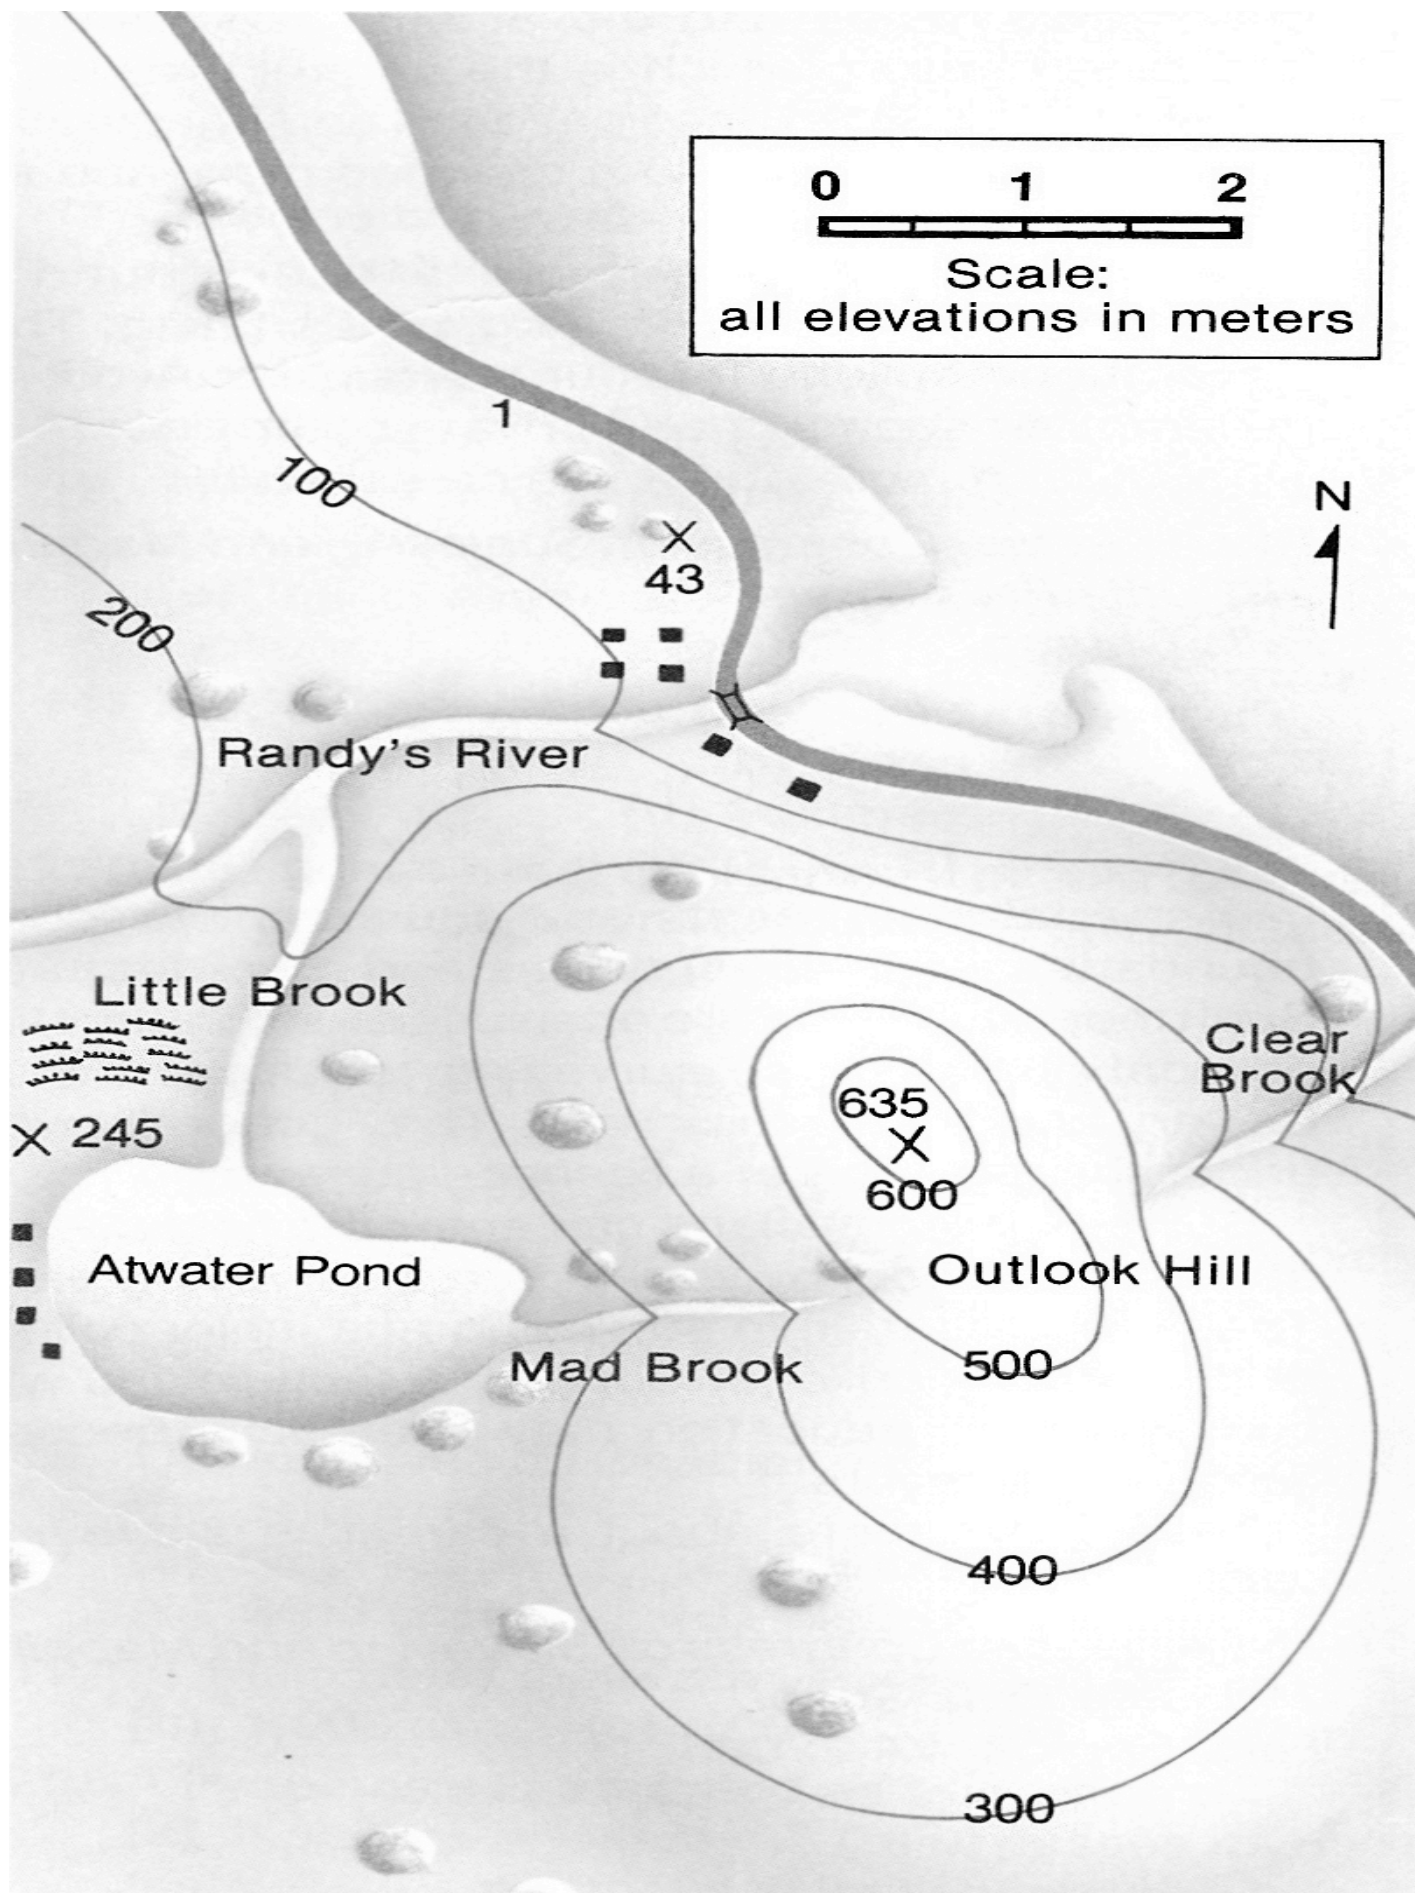 0 1 2
Scale:
all elevations in meters
1
100
N
43
200
Randy's River
Little Brook
Clear
Brook
635
245
600
Atwater Pond
Outlook Hill
Mad Brook
500
400
300